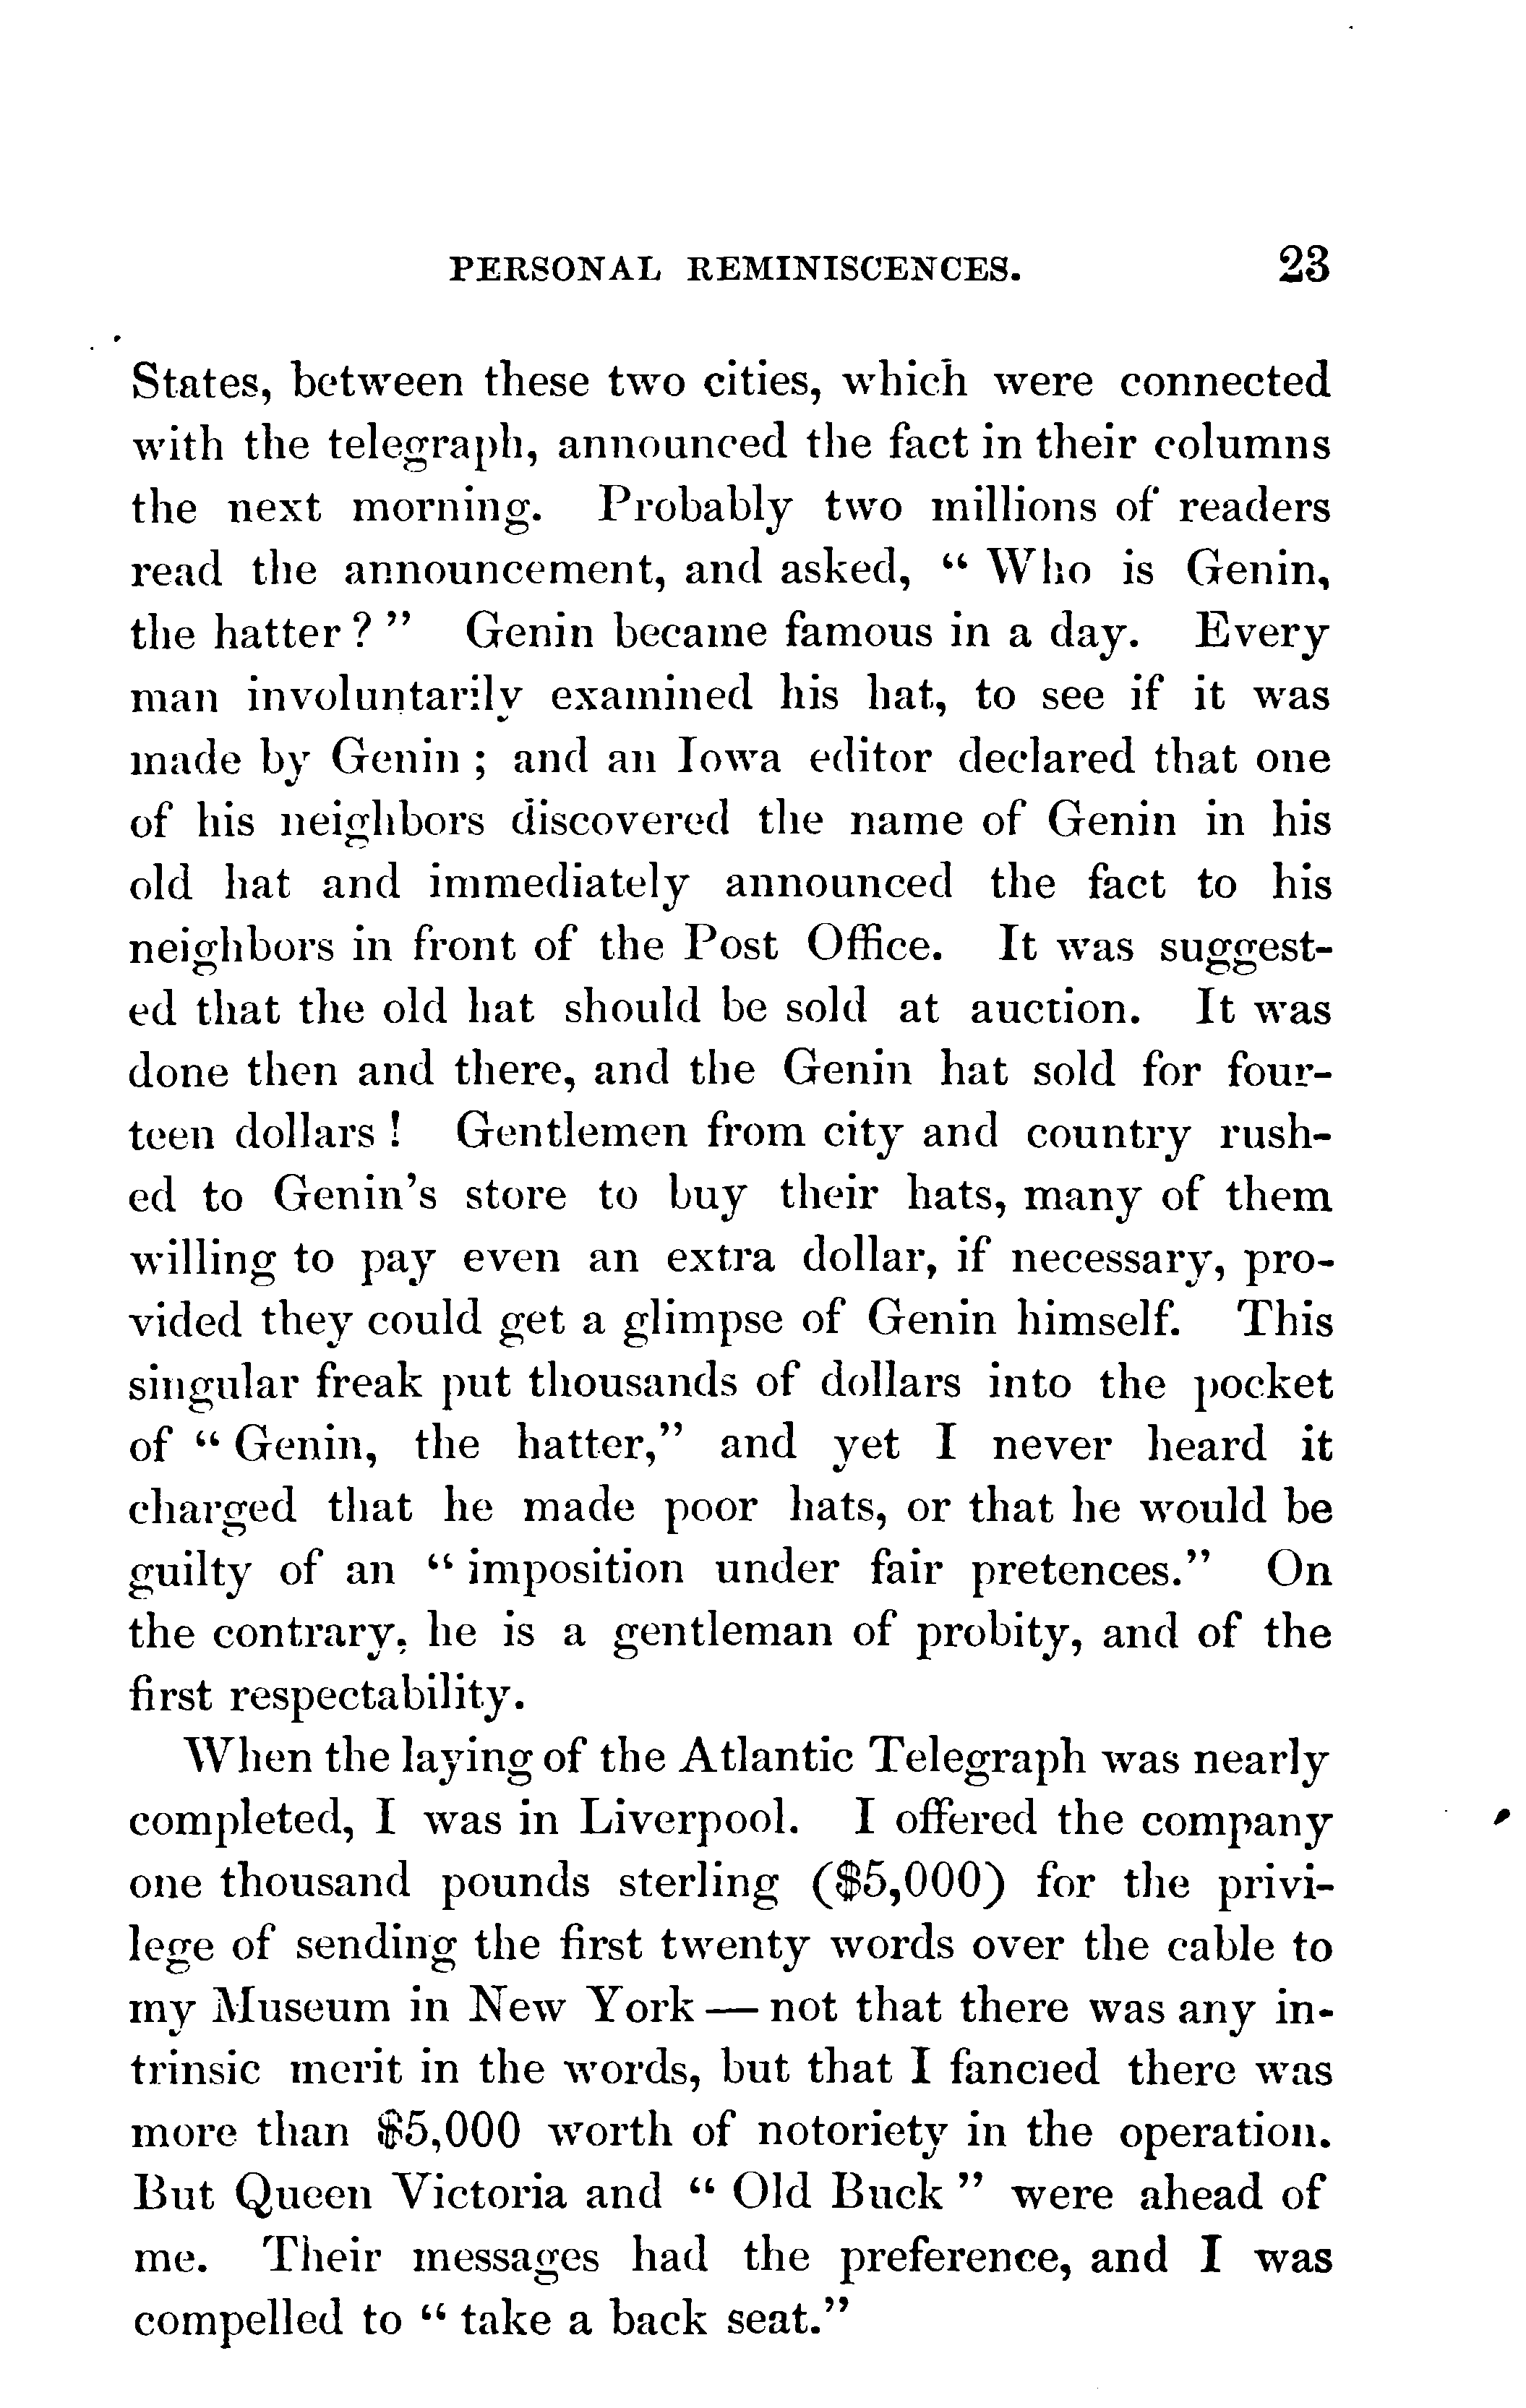 PERSONAL REMINISCENCES. 23
States, between these two cities, which were connected
with the telegraph, announced the fact in their columns
the next morning. Probably two millions of readers
read the announcement, and asked, “ Who is Genin,
the hatter ? ” Genin became famous in a day. Every
man involuntarily examined his hat, to see if it was
made by Genin ; and an Iowa editor declared that one
of his neighbors discovered the name of Genin in his
old hat and immediately announced the fact to his
neighbors in front of the Post Office. It was suggest-
ed that the old hat should be sold at auction. It was
done then and there, and the Genin hat sold for four-
teen dollars ! Gentlemen from city and country rush-
ed to Genin’s store to buy their hats, many of them
willing to pay even an extra dollar, if necessary, pro-
vided they could get a glimpse of Genin himself. This
singular freak put thousands of dollars into the pocket
of “ Genin, the hatter,” and yet I never heard it
charged that he made poor hats, or that he would be
guilty of an “ imposition under fair pretences.” On
the contrary, he is a gentleman of probity, and of the
first respectability.
When the laying of the Atlantic Telegraph was nearly
completed, I was in Liverpool. I offered the company
one thousand pounds sterling ($5,000) for the privi-
lege of sending the first twenty words over the cable to
my Museum in New York — not that there was any in-
trinsic merit in the words, but that I fancied there was
more than $5,000 worth of notoriety in the operation.
But Queen Victoria and “ Old Buck ” were ahead of
me. Their messages had the preference, and I was
compelled to “ take a back seat.”